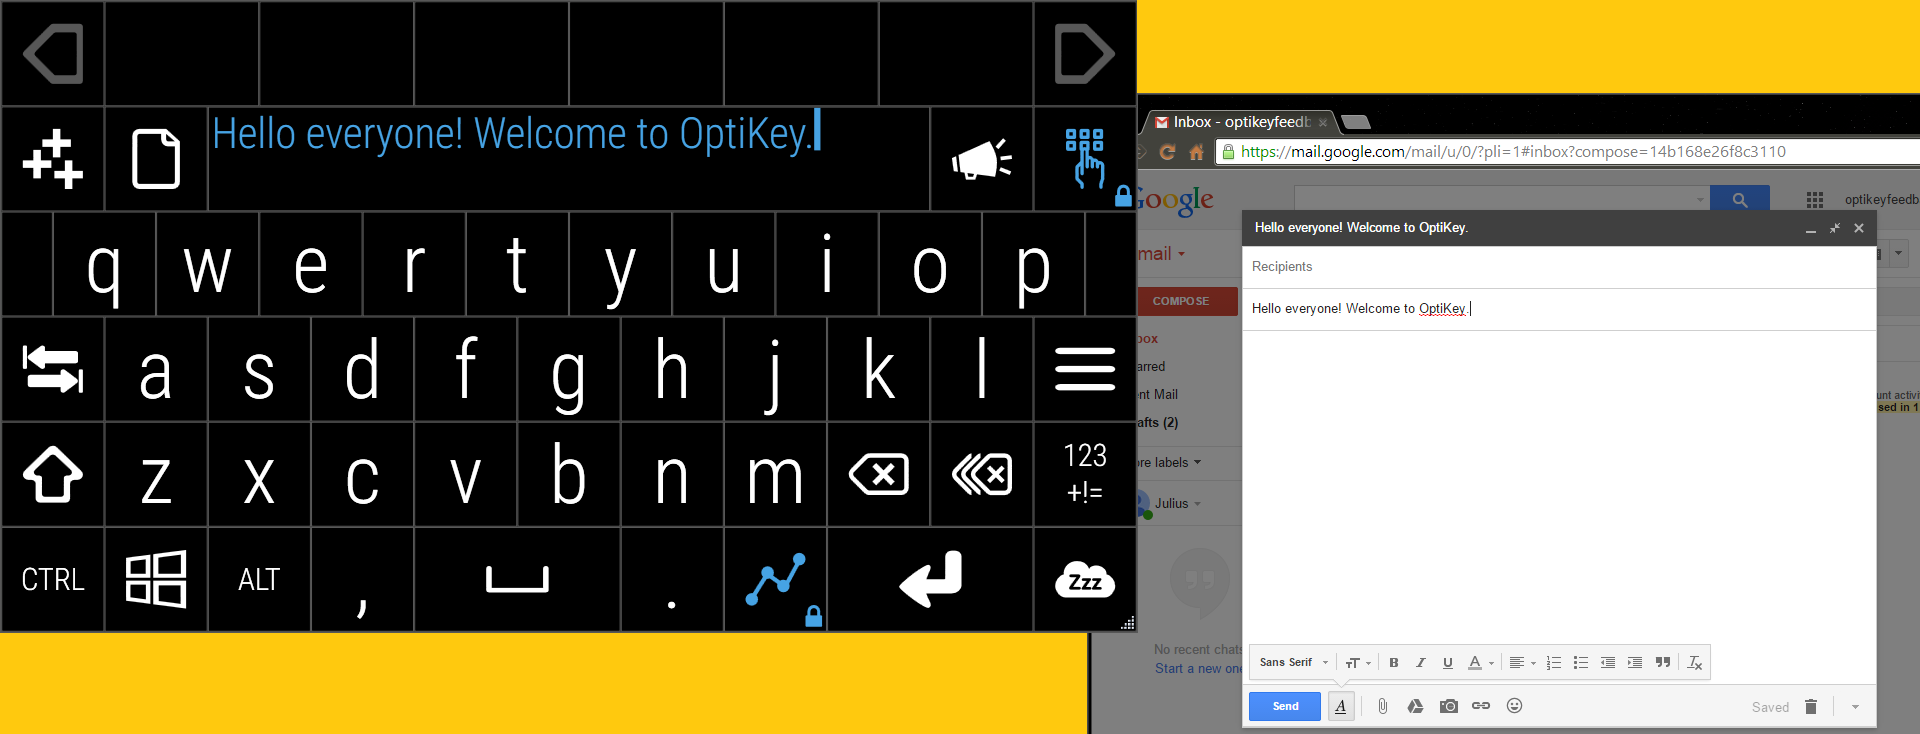 Hello everyone! Welcome to OptiKey.
q w e r t y u i o p
a s d f g h j k l
z x c v b n m 123
+!=
CTRL ALT , . Zzz
Inbox - optikeyfeedb
https://mail.google.com/mail/u/0/?pli=1#inbox?compose=14b168e26f8c3110
Google
optikeyfeedb
Hello everyone! Welcome to OptiKey.
mail
Recipients
COMPOSE
Hello everyone! Welcome to OptiKey.
box
arred
nt Mail
afts (2)
unt activi
sed in 1
re labels
Julius
No recent chats
Start a new one
Sans Serif
B I U A
Send A
Saved